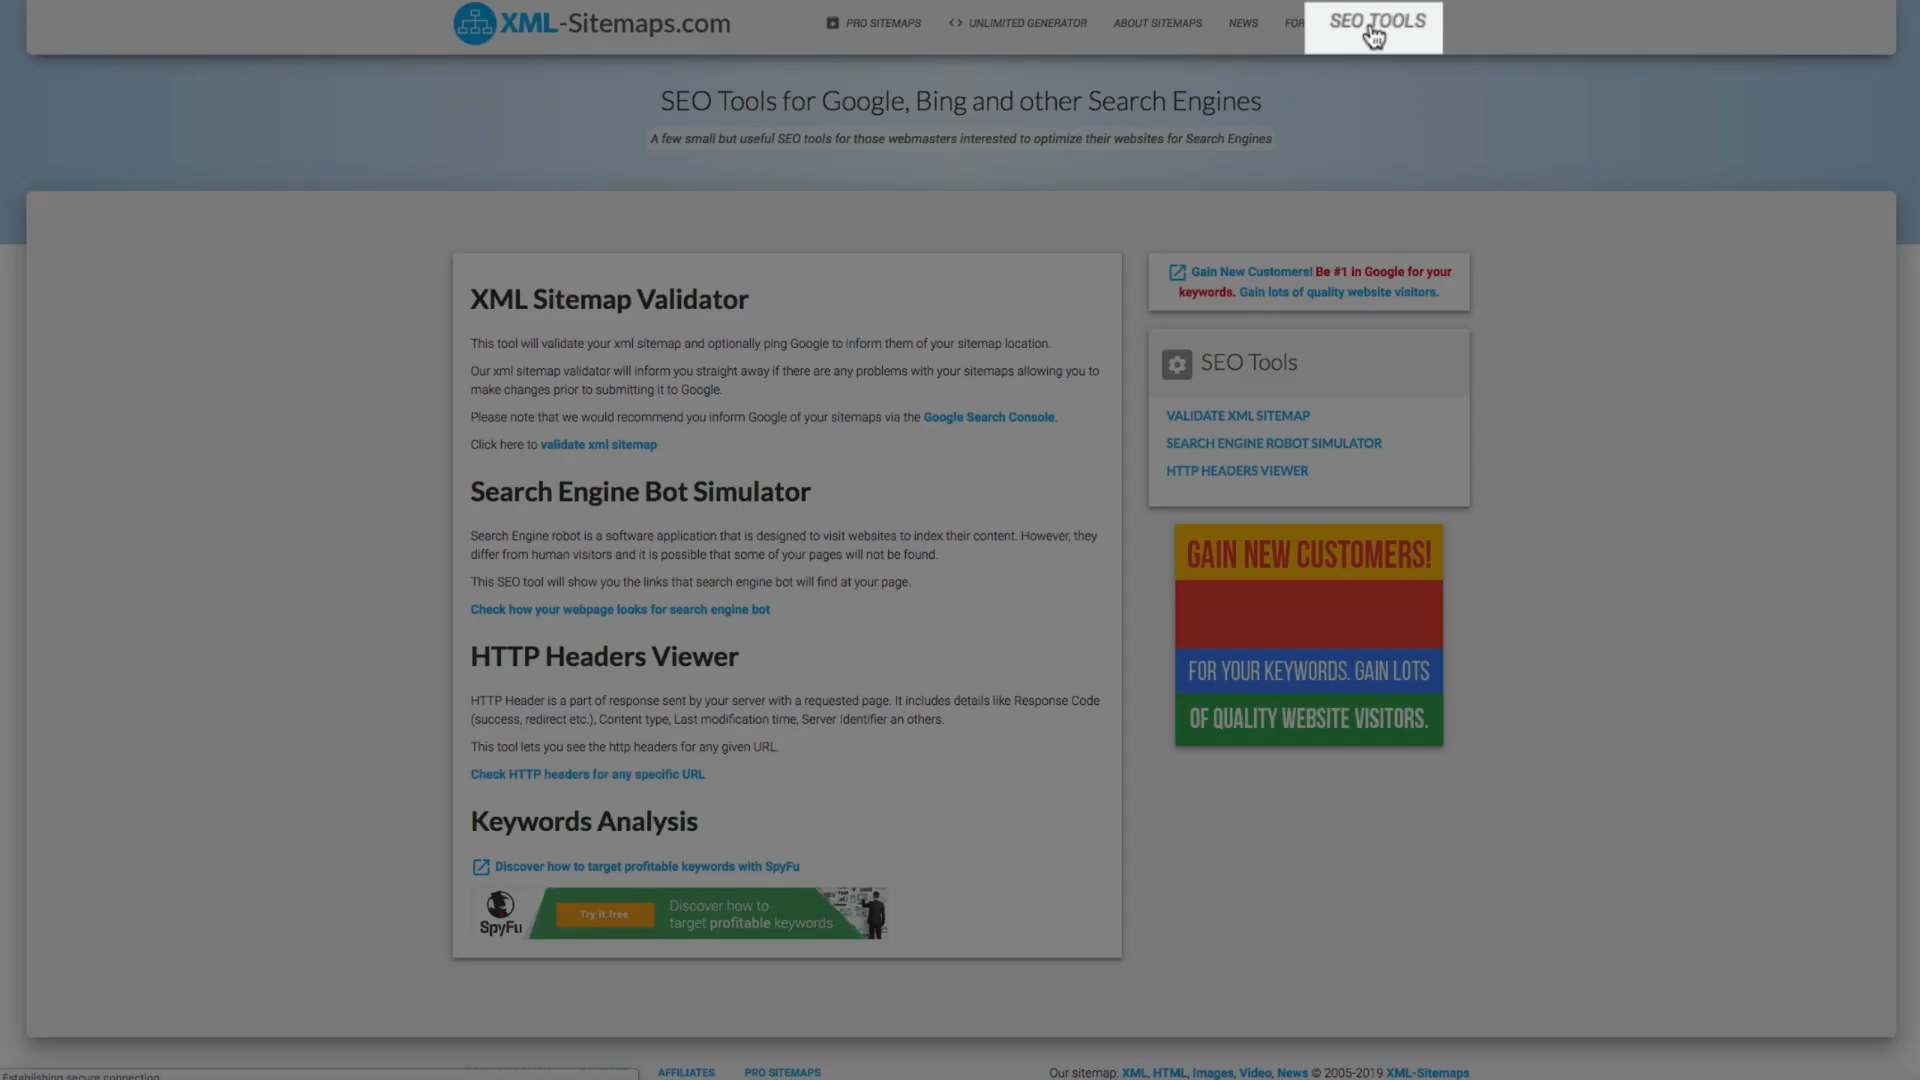 XML-Sitemaps.com
PRO SITEMAPS
<> UNLIMITED GENERATOR
ABOUT SITEMAPS
NEWS
FOR
SEO TOOLS
SEO Tools for Google, Bing and other Search Engines
A few small but useful SEO tools for those webmasters interested to optimize their websites for Search Engines
XML Sitemap Validator
This tool will validate your xml sitemap and optionally ping Google to inform them of your sitemap location.
Our xml sitemap validator will inform you straight away if there are any problems with your sitemaps allowing you to
make changes prior to submitting it to Google.
Please note that we would recommend you inform Google of your sitemaps via the Google Search Console.
Click here to validate xml sitemap
Search Engine Bot Simulator
Search Engine robot is a software application that is designed to visit websites to index their content. However, they
differ from human visitors and it is possible that some of your pages will not be found.
This SEO tool will show you the links that search engine bot will find at your page.
Check how your webpage looks for search engine bot
HTTP Headers Viewer
HTTP Header is a part of response sent by your server with a requested page. It includes details like Response Code
(success, redirect etc.), Content type, Last modification time, Server Identifier an others.
This tool lets you see the http headers for any given URL.
Check HTTP headers for any specific URL
Keywords Analysis
Discover how to target profitable keywords with SpyFu
SpyFu
Try it free
Discover how to
target profitable keywords
Gain New Customers! Be #1 in Google for your
keywords. Gain lots of quality website visitors.
SEO Tools
VALIDATE XML SITEMAP
SEARCH ENGINE ROBOT SIMULATOR
HTTP HEADERS VIEWER
GAIN NEW CUSTOMERS!
FOR YOUR KEYWORDS. GAIN LOTS
OF QUALITY WEBSITE VISITORS.
Establishing secure connection
AFFILIATES
PRO SITEMAPS
Our sitemap: XML, HTML, Images, Video, News © 2005-2019 XML-Sitemaps